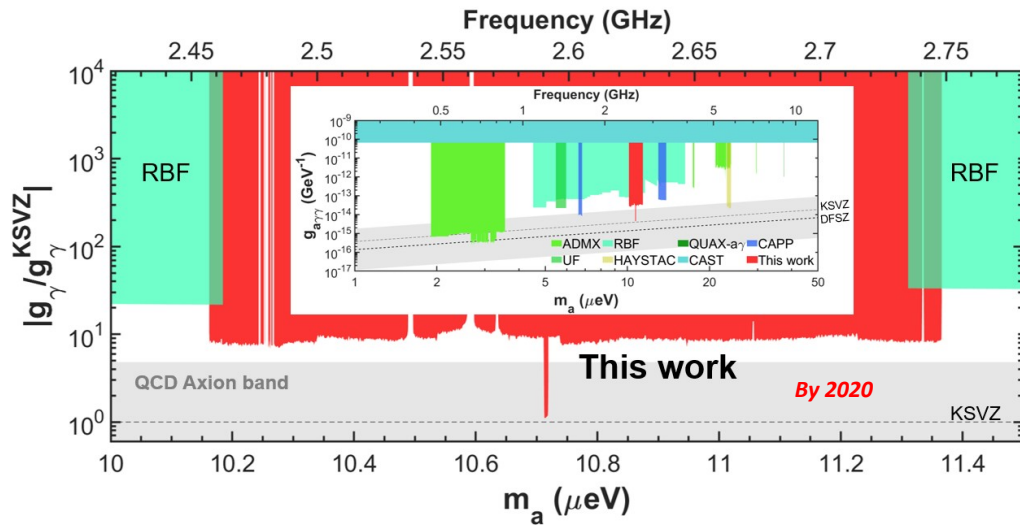 Frequency (GHz)
2.46 2.5 2.55 2.6 2.65 2.7 2.75
|g_γ/g_γ^KSVZ|
10^4
10^3
10^2
10^1
10^0
RBF
RBF
Frequency (GHz)
0.5 1 2 5 10
g_aγγ (GeV^-1)
10^-9
10^-10
10^-11
10^-12
10^-13
10^-14
10^-15
10^-16
10^-17
KSVZ
DFSZ
ADMX RBF QUAX-aγ CAPP
UF HAYSTAC CAST This work
1 2 5 10 20 50
m_a (μeV)
This work
QCD Axion band
By 2020
KSVZ
10 10.2 10.4 10.6 10.8 11 11.2 11.4
m_a (μeV)